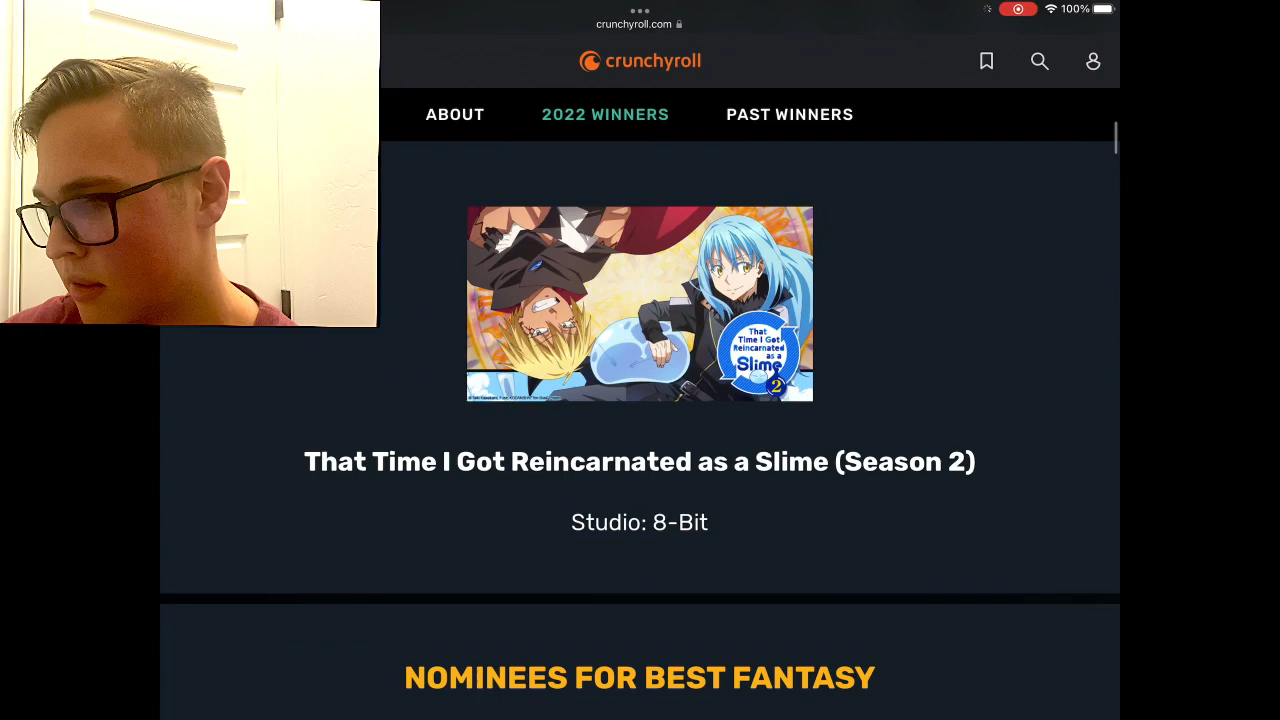 crunchyroll.com
100%
crunchyroll
ABOUT 2022 WINNERS PAST WINNERS
That
Time I Got
Reincarnated
as a
Slime
2
That Time I Got Reincarnated as a Slime (Season 2)
Studio: 8-Bit
NOMINEES FOR BEST FANTASY